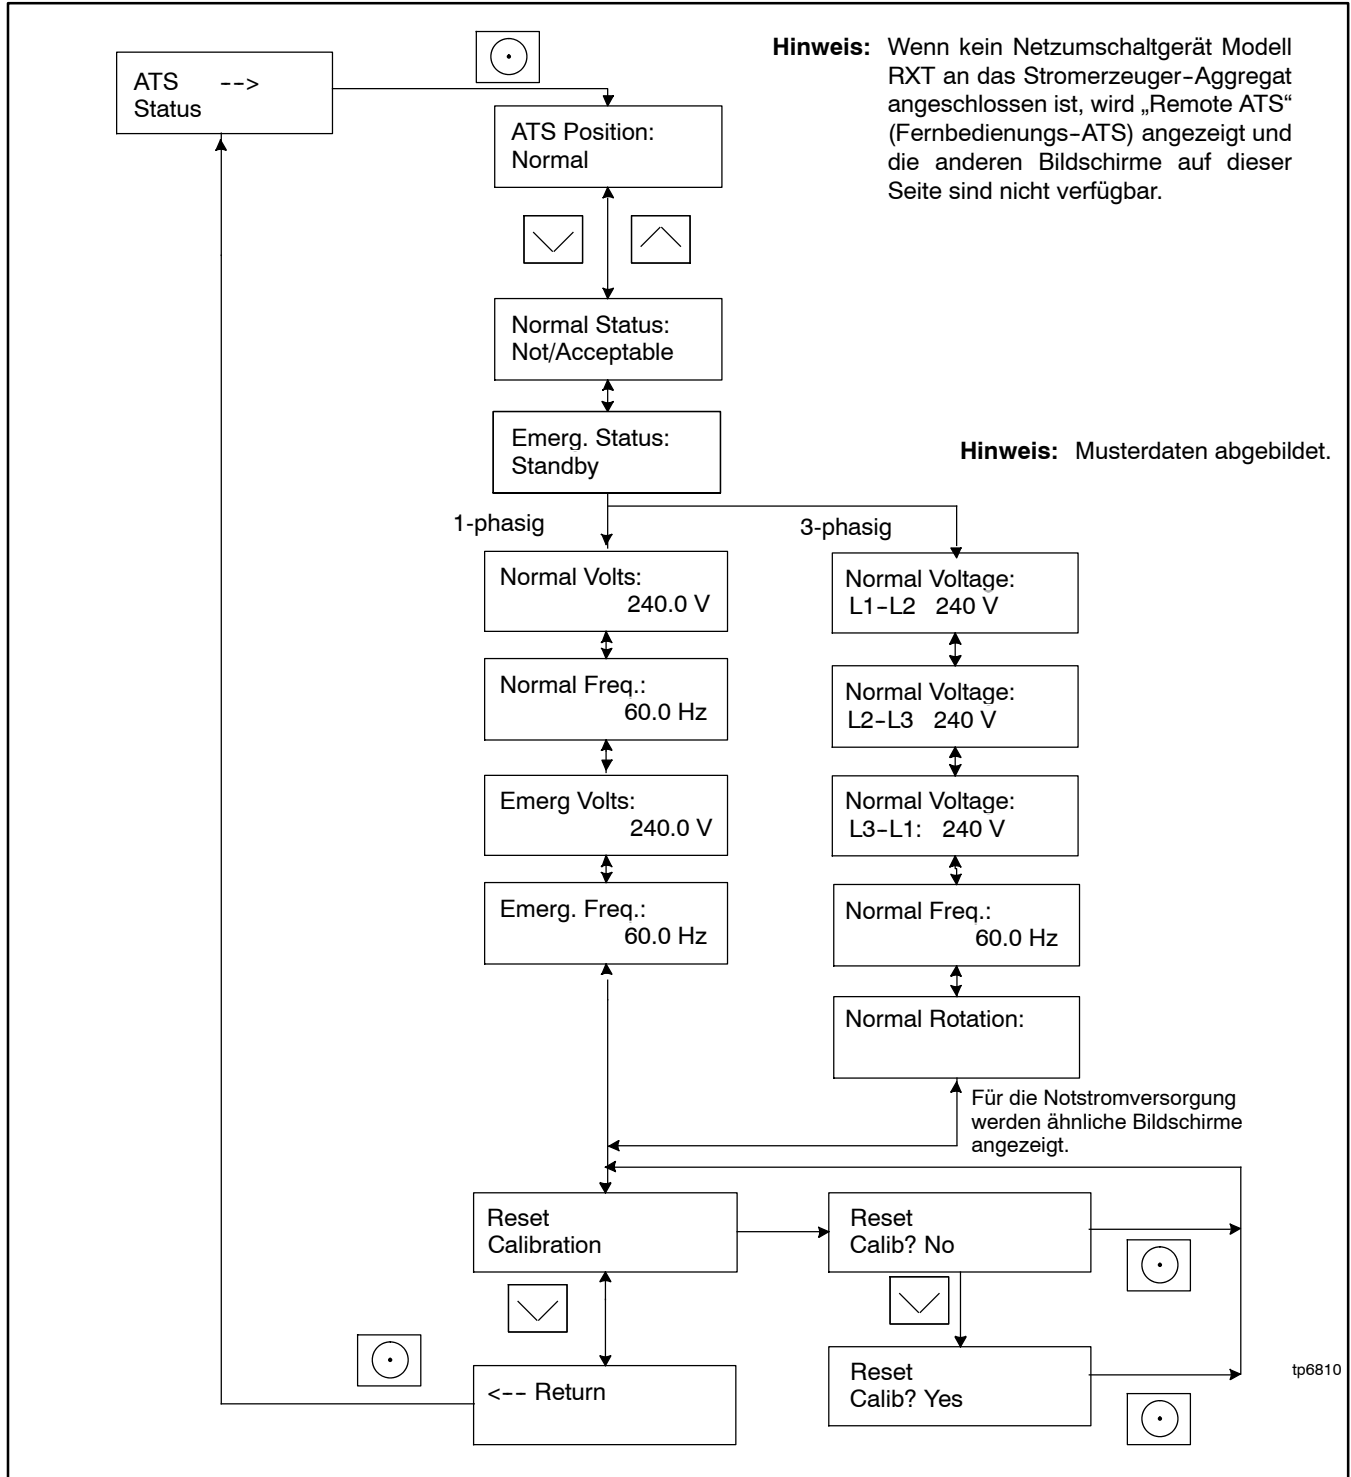 ATS -->
Status
Hinweis: Wenn kein Netzumschaltgerät Modell
RXT an das Stromerzeuger-Aggregat
angeschlossen ist, wird „Remote ATS“
(Fernbedienungs-ATS) angezeigt und
die anderen Bildschirme auf dieser
Seite sind nicht verfügbar.
ATS Position:
Normal
Normal Status:
Not/Acceptable
Emerg. Status:
Standby
Hinweis: Musterdaten abgebildet.
1-phasig
3-phasig
Normal Volts:
240.0 V
Normal Freq.:
60.0 Hz
Emerg Volts:
240.0 V
Emerg. Freq.:
60.0 Hz
Normal Voltage:
L1-L2 240 V
Normal Voltage:
L2-L3 240 V
Normal Voltage:
L3-L1: 240 V
Normal Freq.:
60.0 Hz
Normal Rotation:
Für die Notstromversorgung
werden ähnliche Bildschirme
angezeigt.
Reset
Calibration
Reset
Calib? No
<-- Return
Reset
Calib? Yes
tp6810